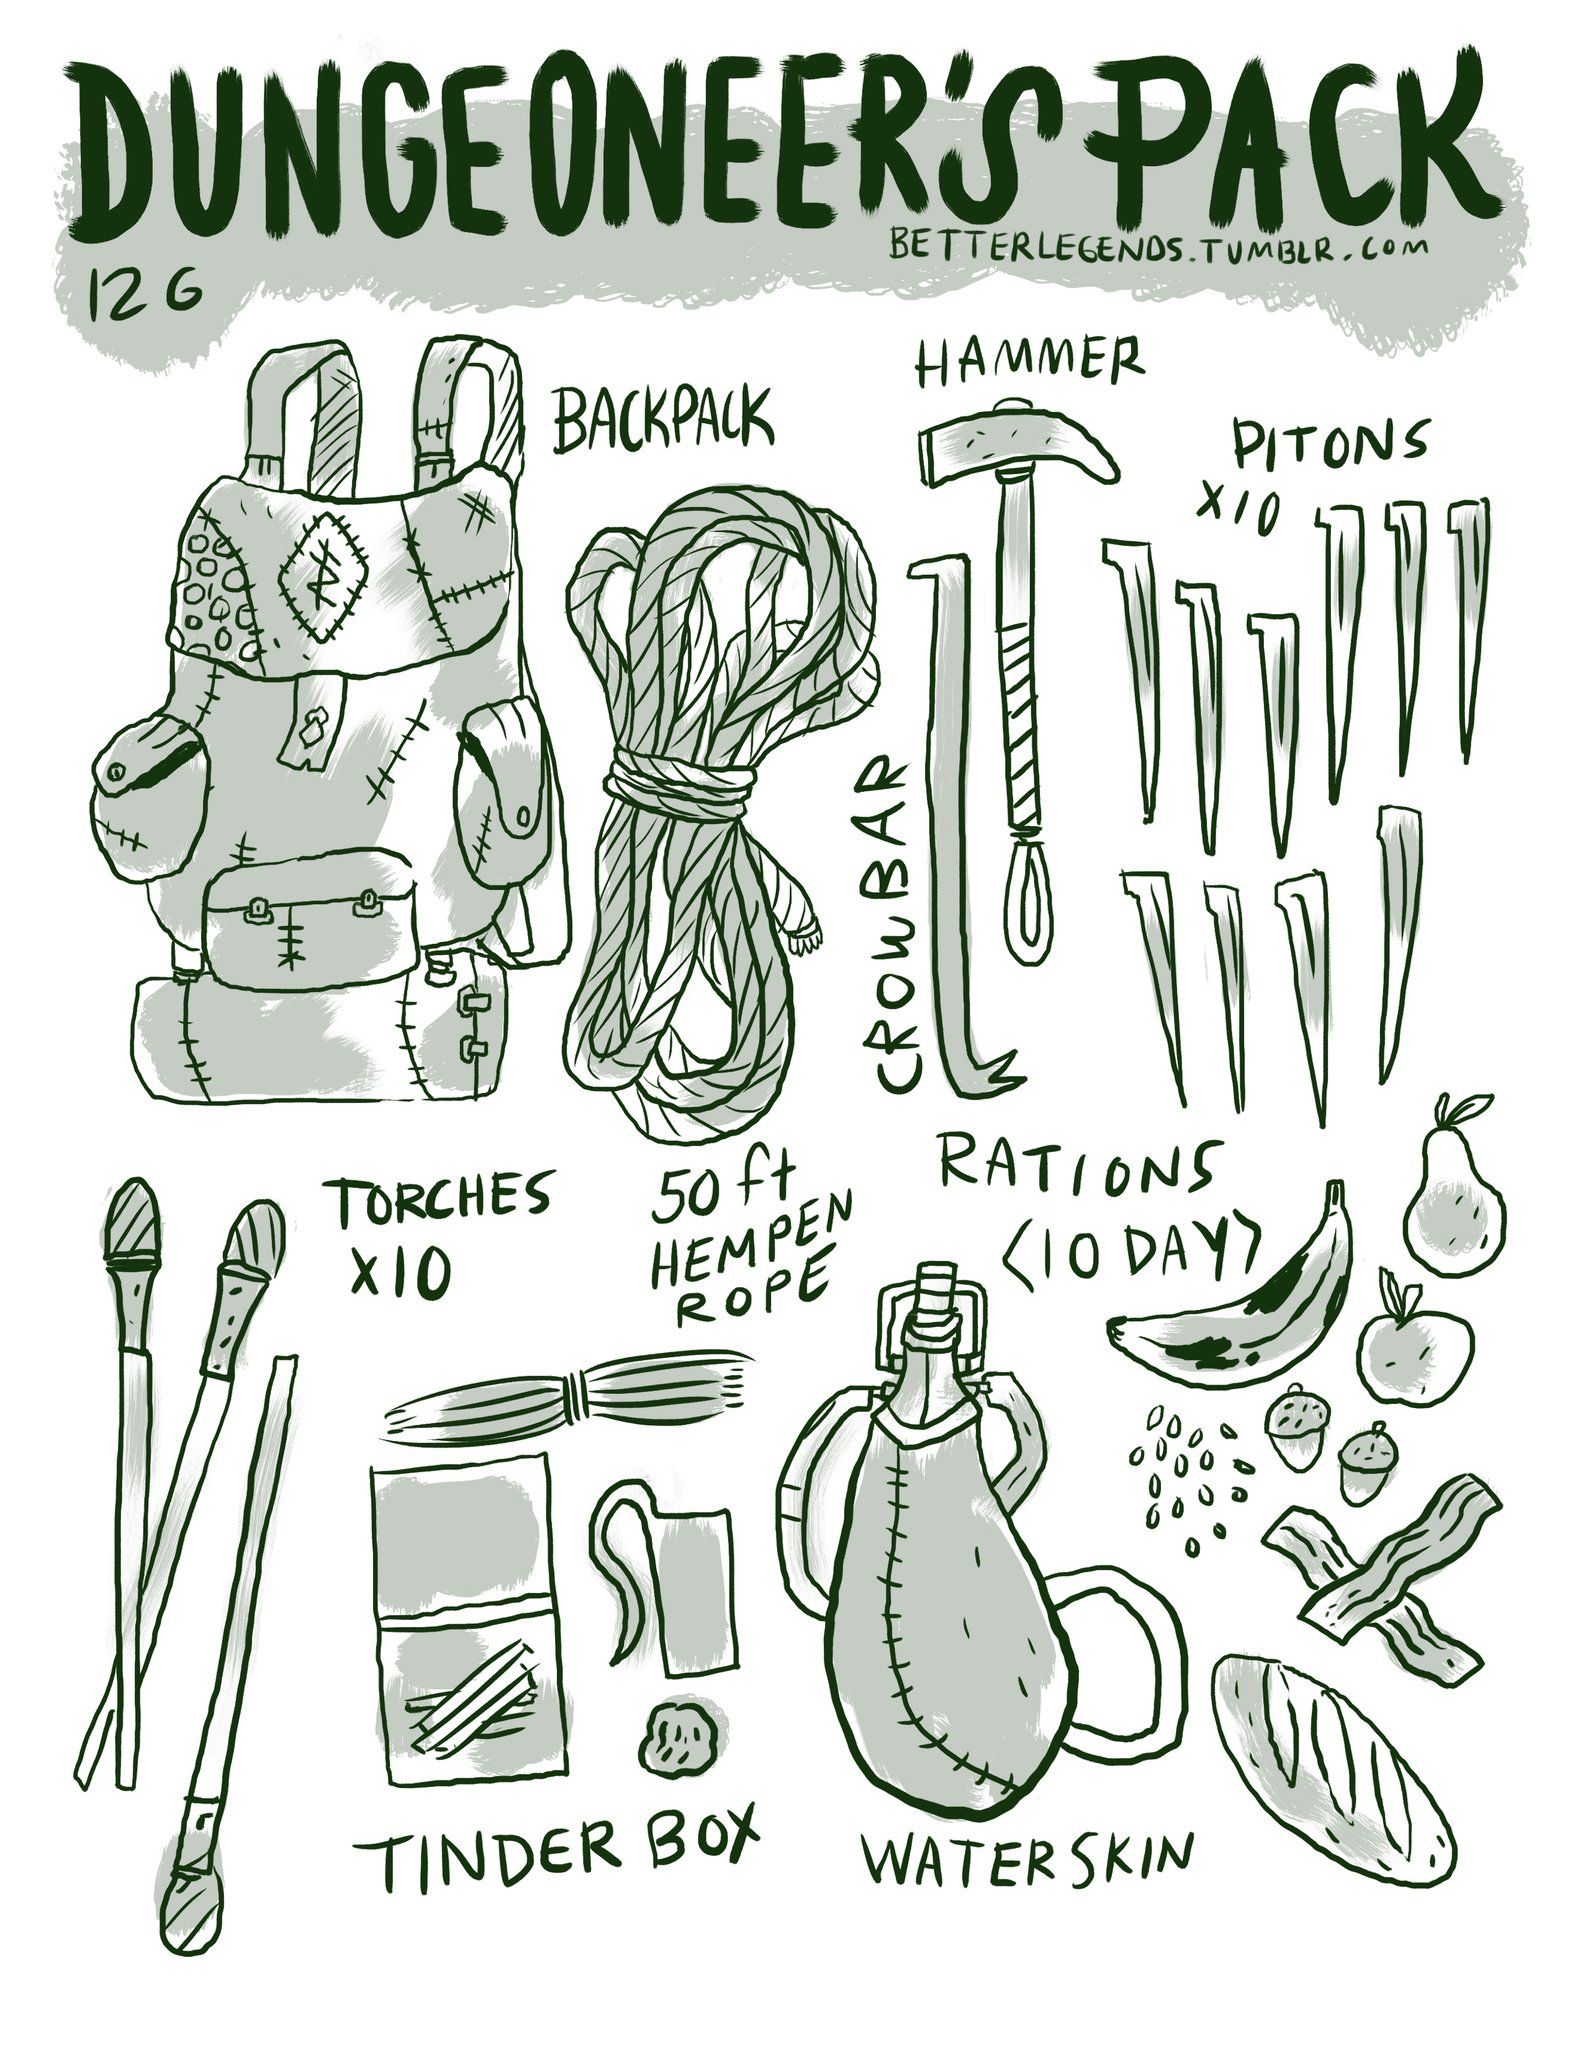 DUNGEONEER'S PACK
BETTERLEGENDS.TUMBLR.COM
12 G
BACKPACK
HAMMER
PITONS
X10
CROWBAR
TORCHES
X10
50 ft
HEMPEN
ROPE
RATIONS
(10 DAY)
TINDER BOX
WATERSKIN